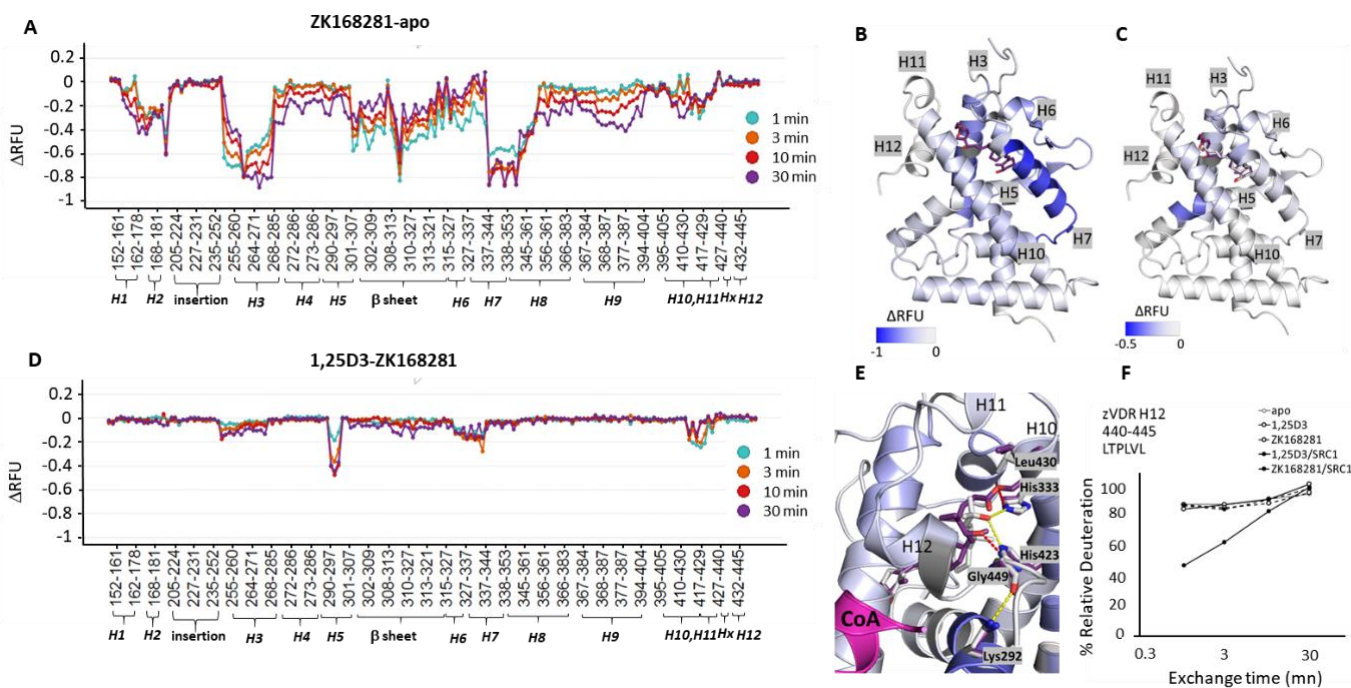 A
ZK168281-apo
ΔRFU
0.2
0
-0.2
-0.4
-0.6
-0.8
-1
1 min
3 min
10 min
30 min
152-161
162-178
168-181
205-224
227-231
235-252
255-260
264-271
268-285
272-286
273-286
290-297
301-307
302-309
308-313
310-327
313-321
315-327
327-337
337-344
338-353
345-361
356-361
366-383
367-384
368-387
377-387
394-404
395-405
410-430
417-429
427-440
432-445
H1
H2
insertion
H3
H4
H5
β sheet
H6
H7
H8
H9
H10,H11
Hx
H12
B
H11
H3
H6
H12
H5
H7
H10
ΔRFU
-1
0
C
H11
H3
H6
H12
H5
H7
H10
ΔRFU
-0.5
0
D
1,25D3-ZK168281
ΔRFU
0.2
0
-0.2
-0.4
-0.6
-0.8
-1
1 min
3 min
10 min
30 min
152-161
162-178
168-181
205-224
227-231
235-252
255-260
264-271
268-285
272-286
273-286
290-297
301-307
302-309
308-313
310-327
313-321
315-327
327-337
337-344
338-353
345-361
356-361
366-383
367-384
368-387
377-387
394-404
395-405
410-430
417-429
427-440
432-445
H1
H2
insertion
H3
H4
H5
β sheet
H6
H7
H8
H9
H10,H11
Hx
H12
E
H11
H10
Leu430
His333
H12
His423
Gly449
CoA
Lys292
F
zVDR H12
440-445
LTPLVL
apo
1,25D3
ZK168281
1,25D3/SRC1
ZK168281/SRC1
% Relative Deuteration
100
80
60
40
20
0
0.3
3
30
Exchange time (mn)